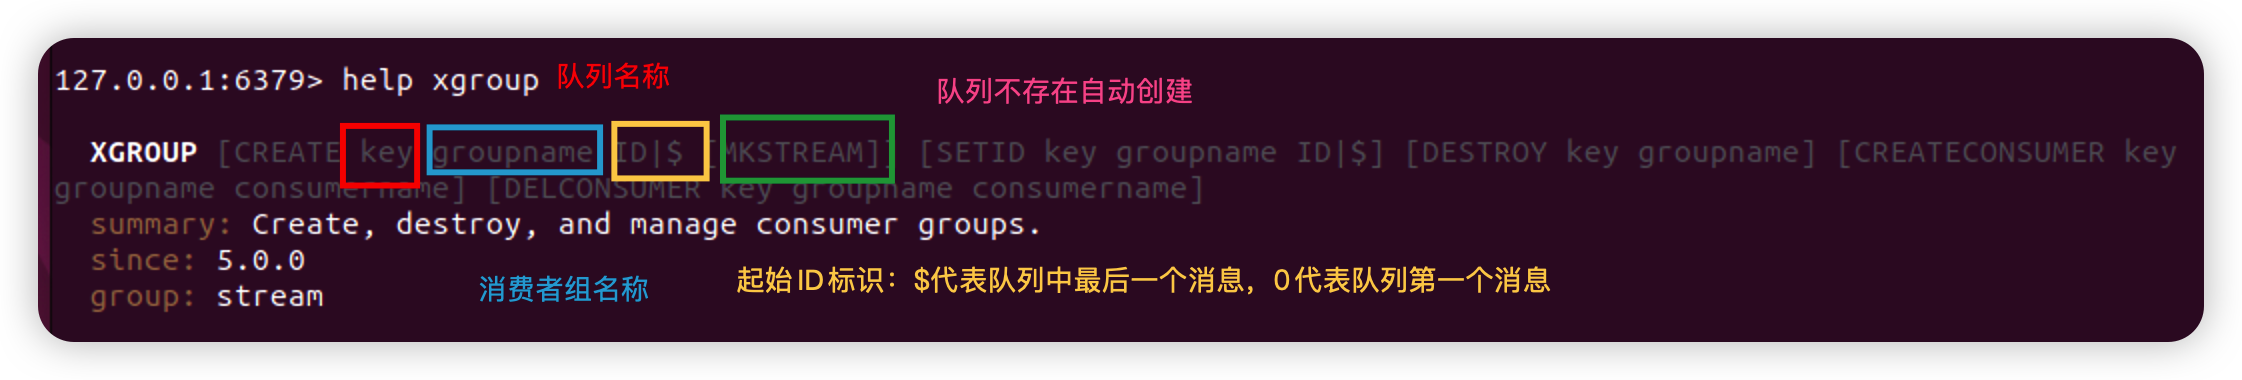 127.0.0.1:6379> help xgroup 队列名称
队列不存在自动创建
XGROUP [CREATE key groupname ID|$ [MKSTREAM]] [SETID key groupname ID|$] [DESTROY key groupname] [CREATECONSUMER key
groupname consumername] [DELCONSUMER key groupname consumername]
summary: Create, destroy, and manage consumer groups.
since: 5.0.0
消费者组名称
起始ID标识：$代表队列中最后一个消息，0代表队列第一个消息
group: stream